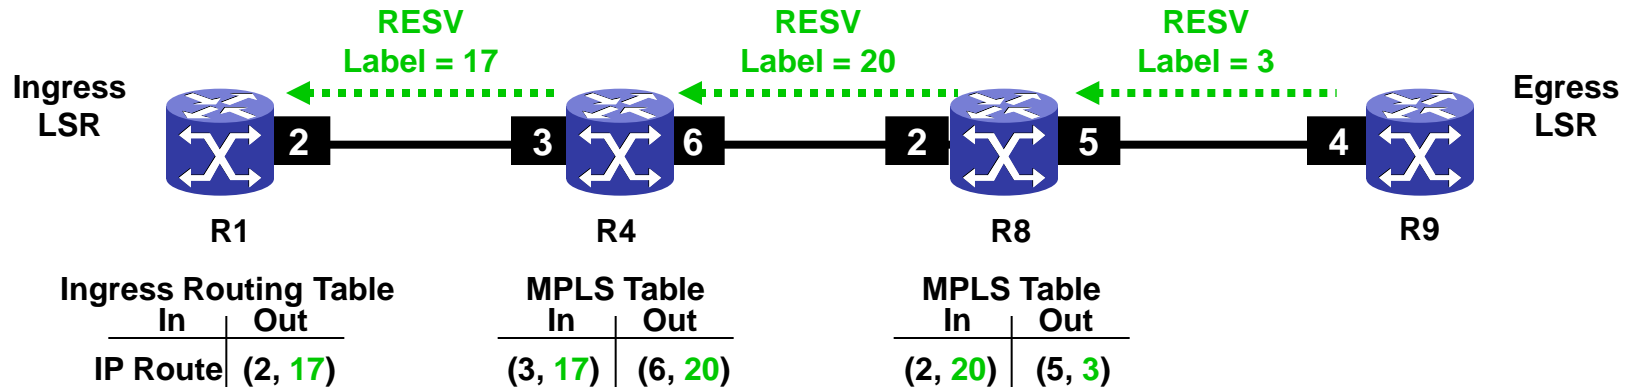 RESV
Label = 17
RESV
Label = 20
RESV
Label = 3
Ingress
LSR
Egress
LSR
2
3
6
2
5
4
R1
R4
R8
R9
Ingress Routing Table
In Out
IP Route (2, 17)
MPLS Table
In Out
(3, 17) (6, 20)
MPLS Table
In Out
(2, 20) (5, 3)